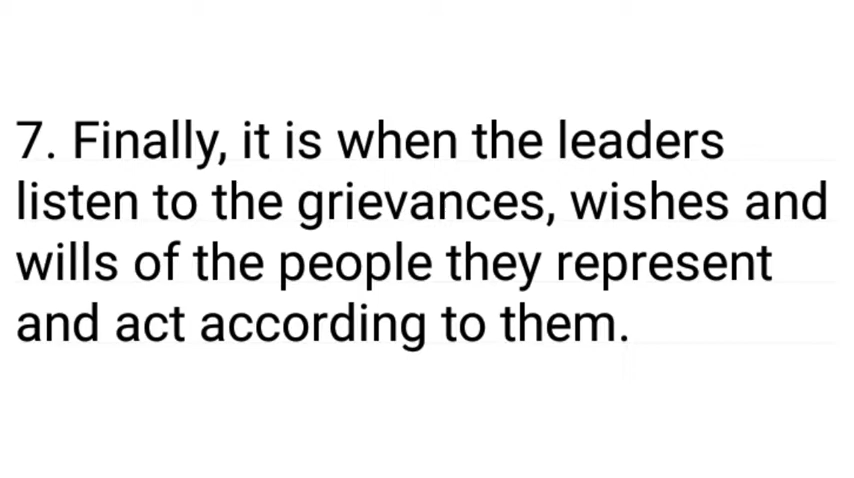 7. Finally, it is when the leaders
listen to the grievances, wishes and
wills of the people they represent
and act according to them.